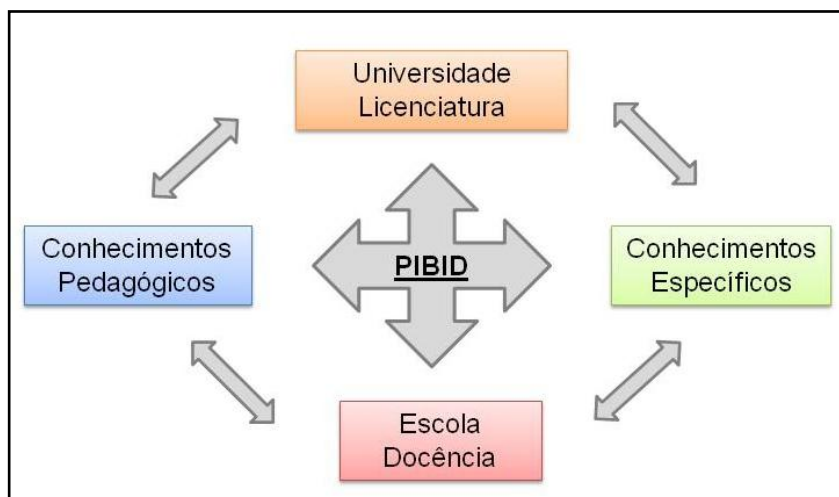 Universidade
Licenciatura
Conhecimentos
Pedagógicos
PIBID
Conhecimentos
Específicos
Escola
Docência